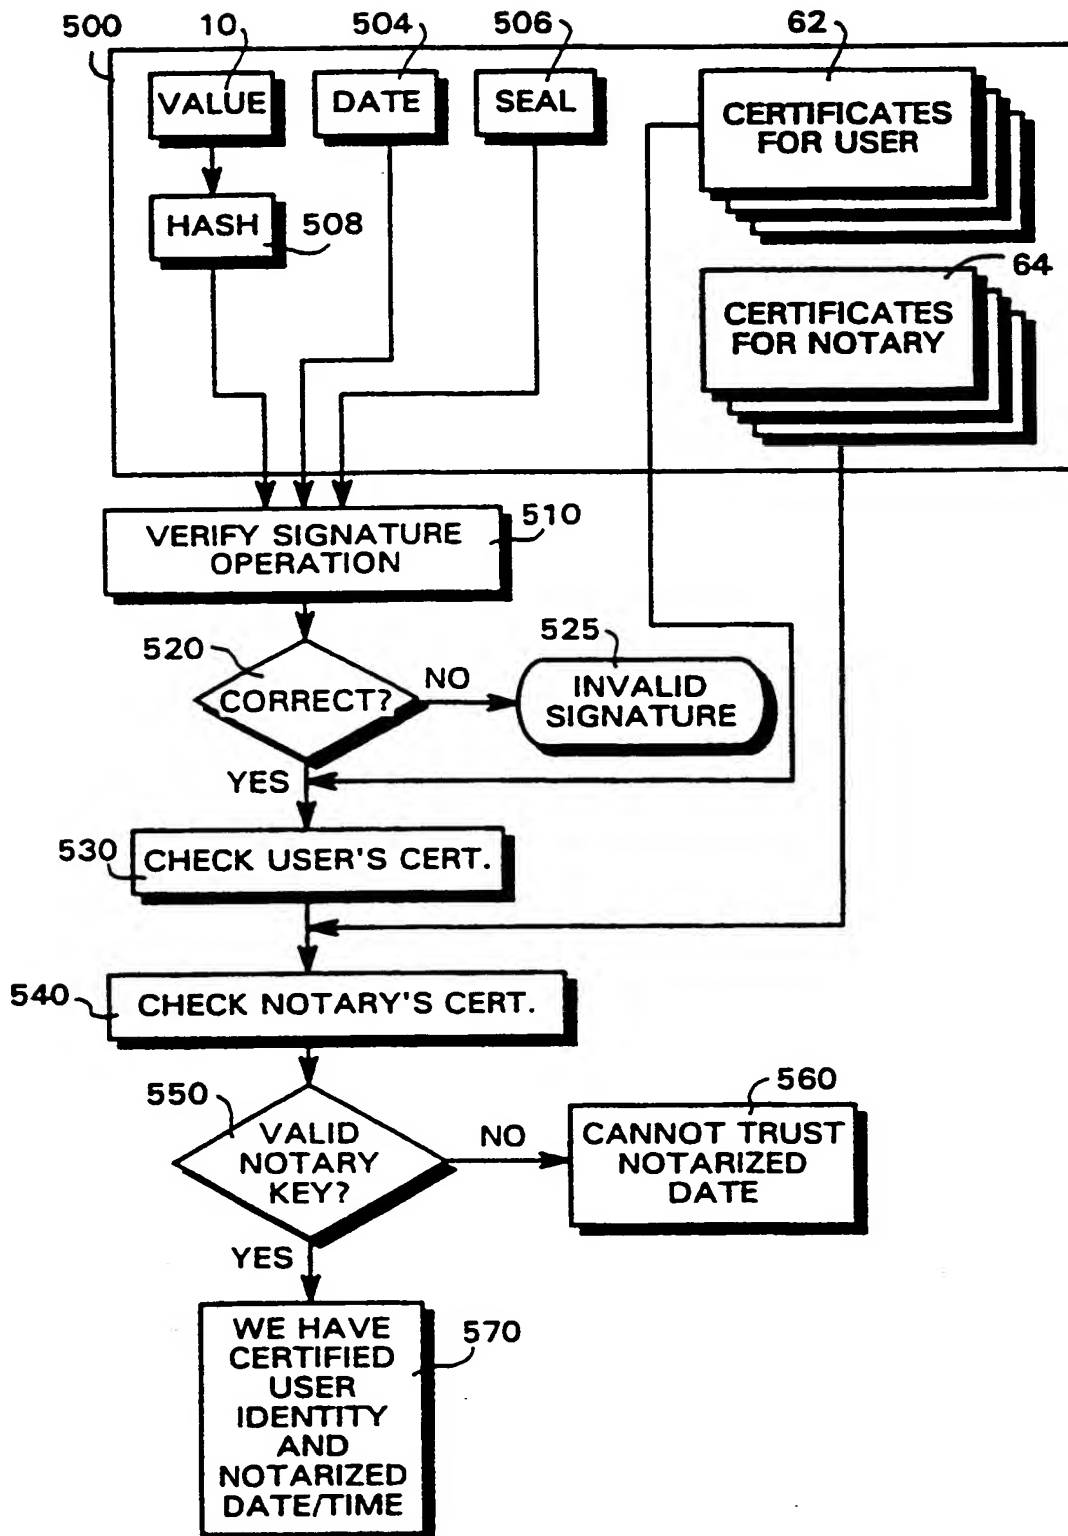 500
10
504
506
62
VALUE
DATE
SEAL
CERTIFICATES
FOR USER
HASH
508
64
CERTIFICATES
FOR NOTARY
VERIFY SIGNATURE
OPERATION
510
520
CORRECT?
NO
525
INVALID
SIGNATURE
YES
530
CHECK USER'S CERT.
540
CHECK NOTARY'S CERT.
550
VALID
NOTARY
KEY?
NO
560
CANNOT TRUST
NOTARIZED
DATE
YES
WE HAVE
CERTIFIED
USER
IDENTITY
AND
NOTARIZED
DATE/TIME
570